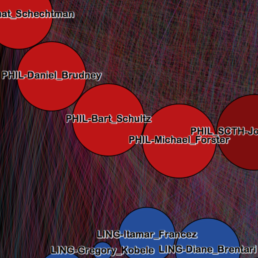 at_Schechtman
PHIL-Daniel_Brudney
PHIL-Bart_Schultz
PHIL_SCTH-Jo
PHIL-Michael_Forster
LING-Itamar_Francez
LING-Gregory_Kobele
LING-Diane_Brentari